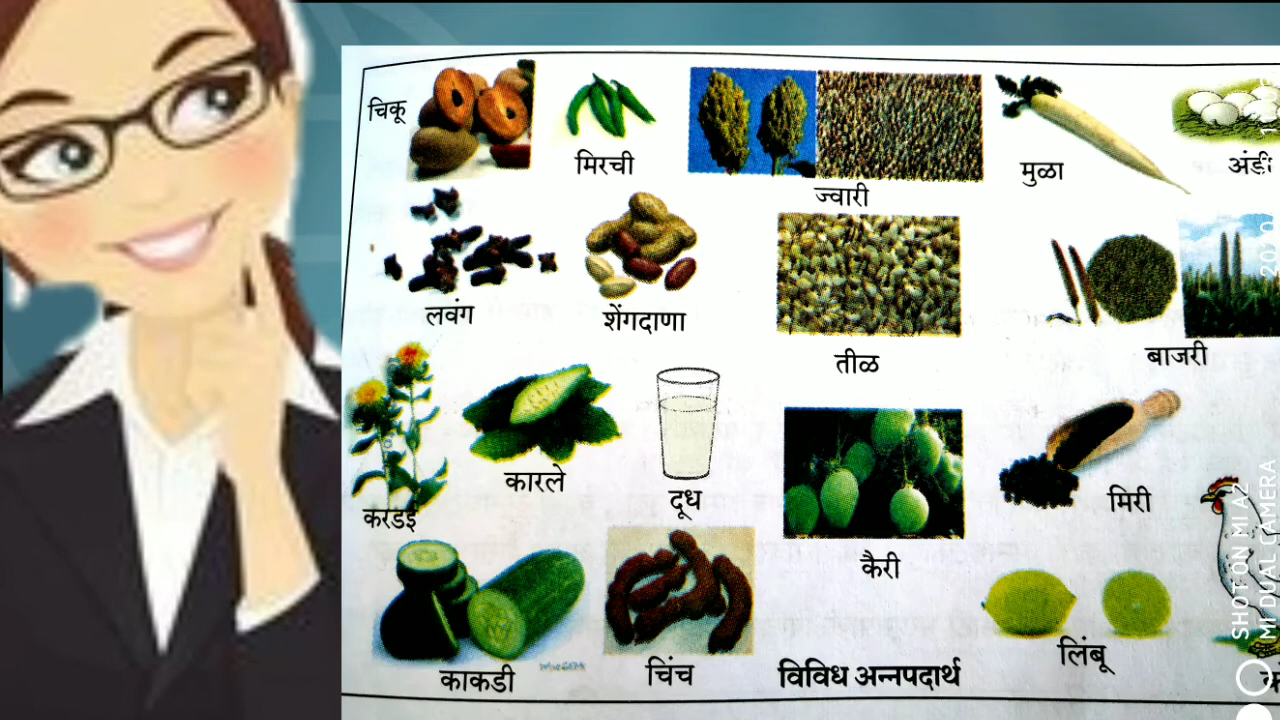 चिकू
मिरची
ज्वारी
मुळा
अंडी
लवंग
शेंगदाणा
तीळ
बाजरी
करडई
कारले
दूध
कैरी
मिरी
काकडी
चिंच
विविध अन्नपदार्थ
लिंबू
SHOT ON MI A2
MI DUAL CAMERA